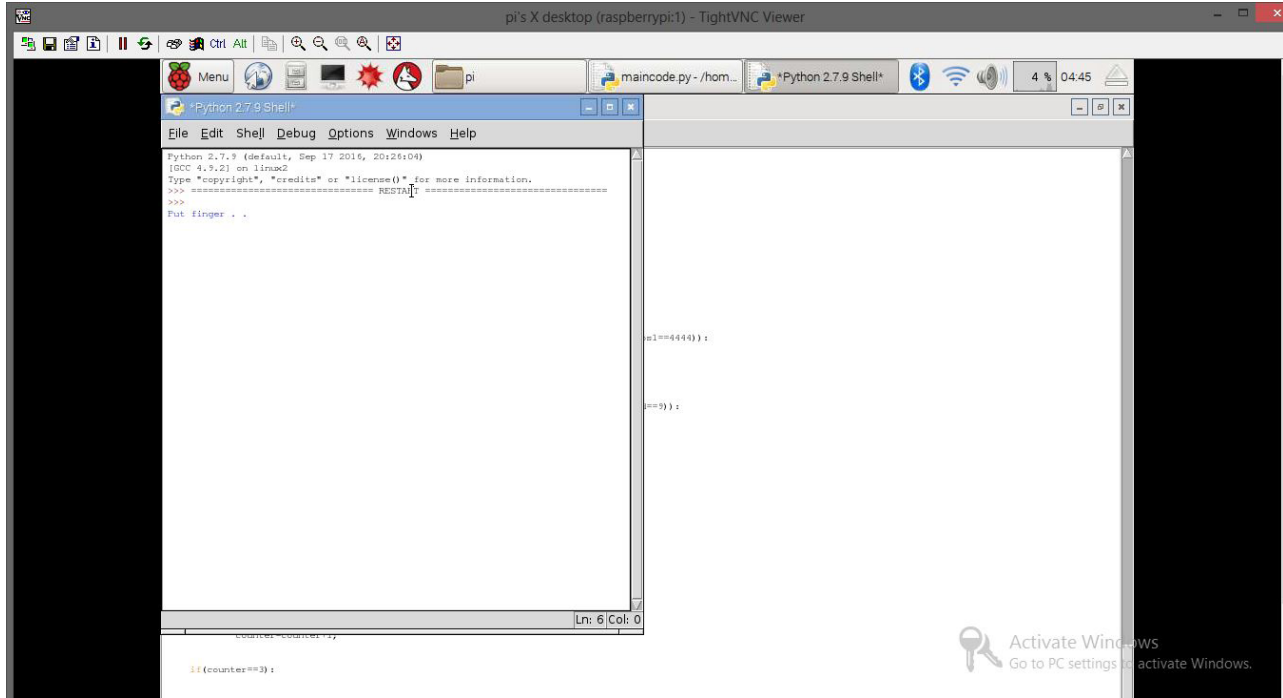 pi's X desktop (raspberrypi:1) - TightVNC Viewer
Ctrl Alt
Menu
pi
maincode.py - /hom...
*Python 2.7.9 Shell*
4 %
04:45
*Python 2.7.9 Shell*
File Edit Shell Debug Options Windows Help
Python 2.7.9 (default, Sep 17 2016, 20:26:04)
[GCC 4.9.2] on linux2
Type "copyright", "credits" or "license()" for more information.
>>> ================================ RESTART ================================
>>>
Put finger . .
==4444)):
==9)):
Ln: 6 Col: 0
counter=counter+1;
if(counter==3):
Activate Windows
Go to PC settings to activate Windows.